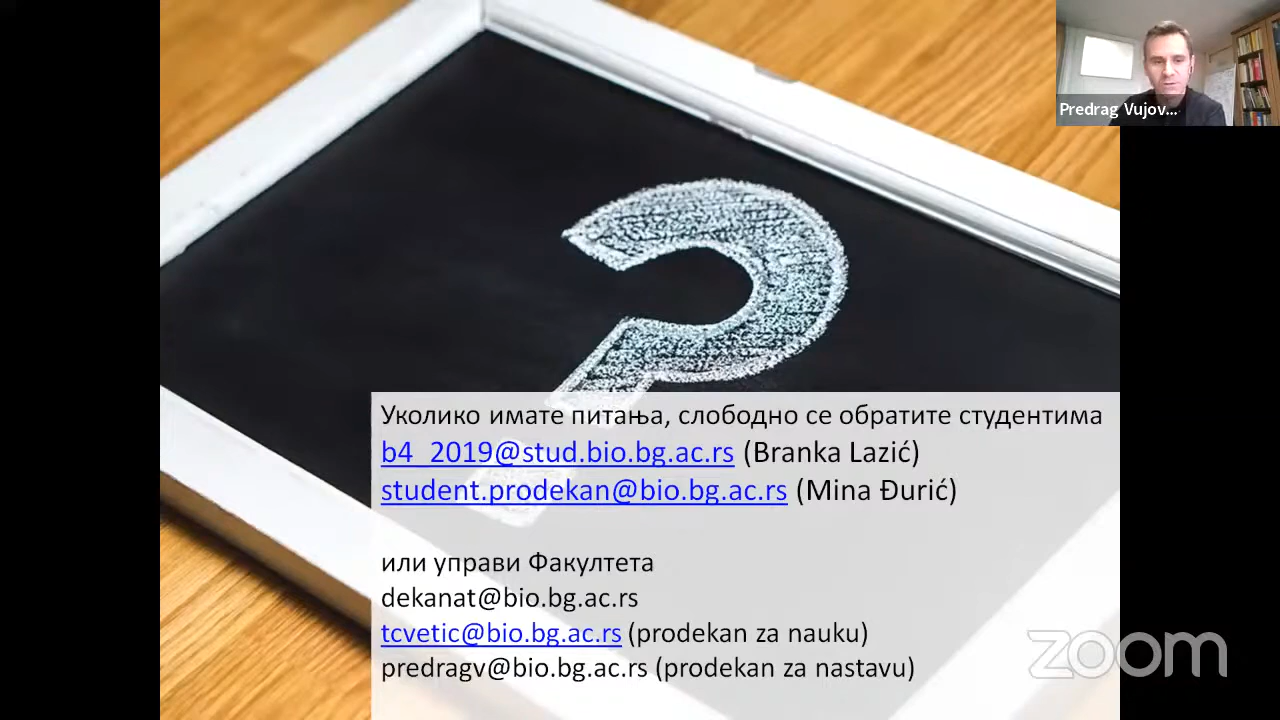 Predrag Vujov...
Уколико имате питања, слободно се обратите студентима
b4_2019@stud.bio.bg.ac.rs (Branka Lazić)
student.prodekan@bio.bg.ac.rs (Mina Đurić)
или управи Факултета
dekanat@bio.bg.ac.rs
tcvetic@bio.bg.ac.rs (prodekan za nauku)
predragv@bio.bg.ac.rs (prodekan za nastavu)
zoom